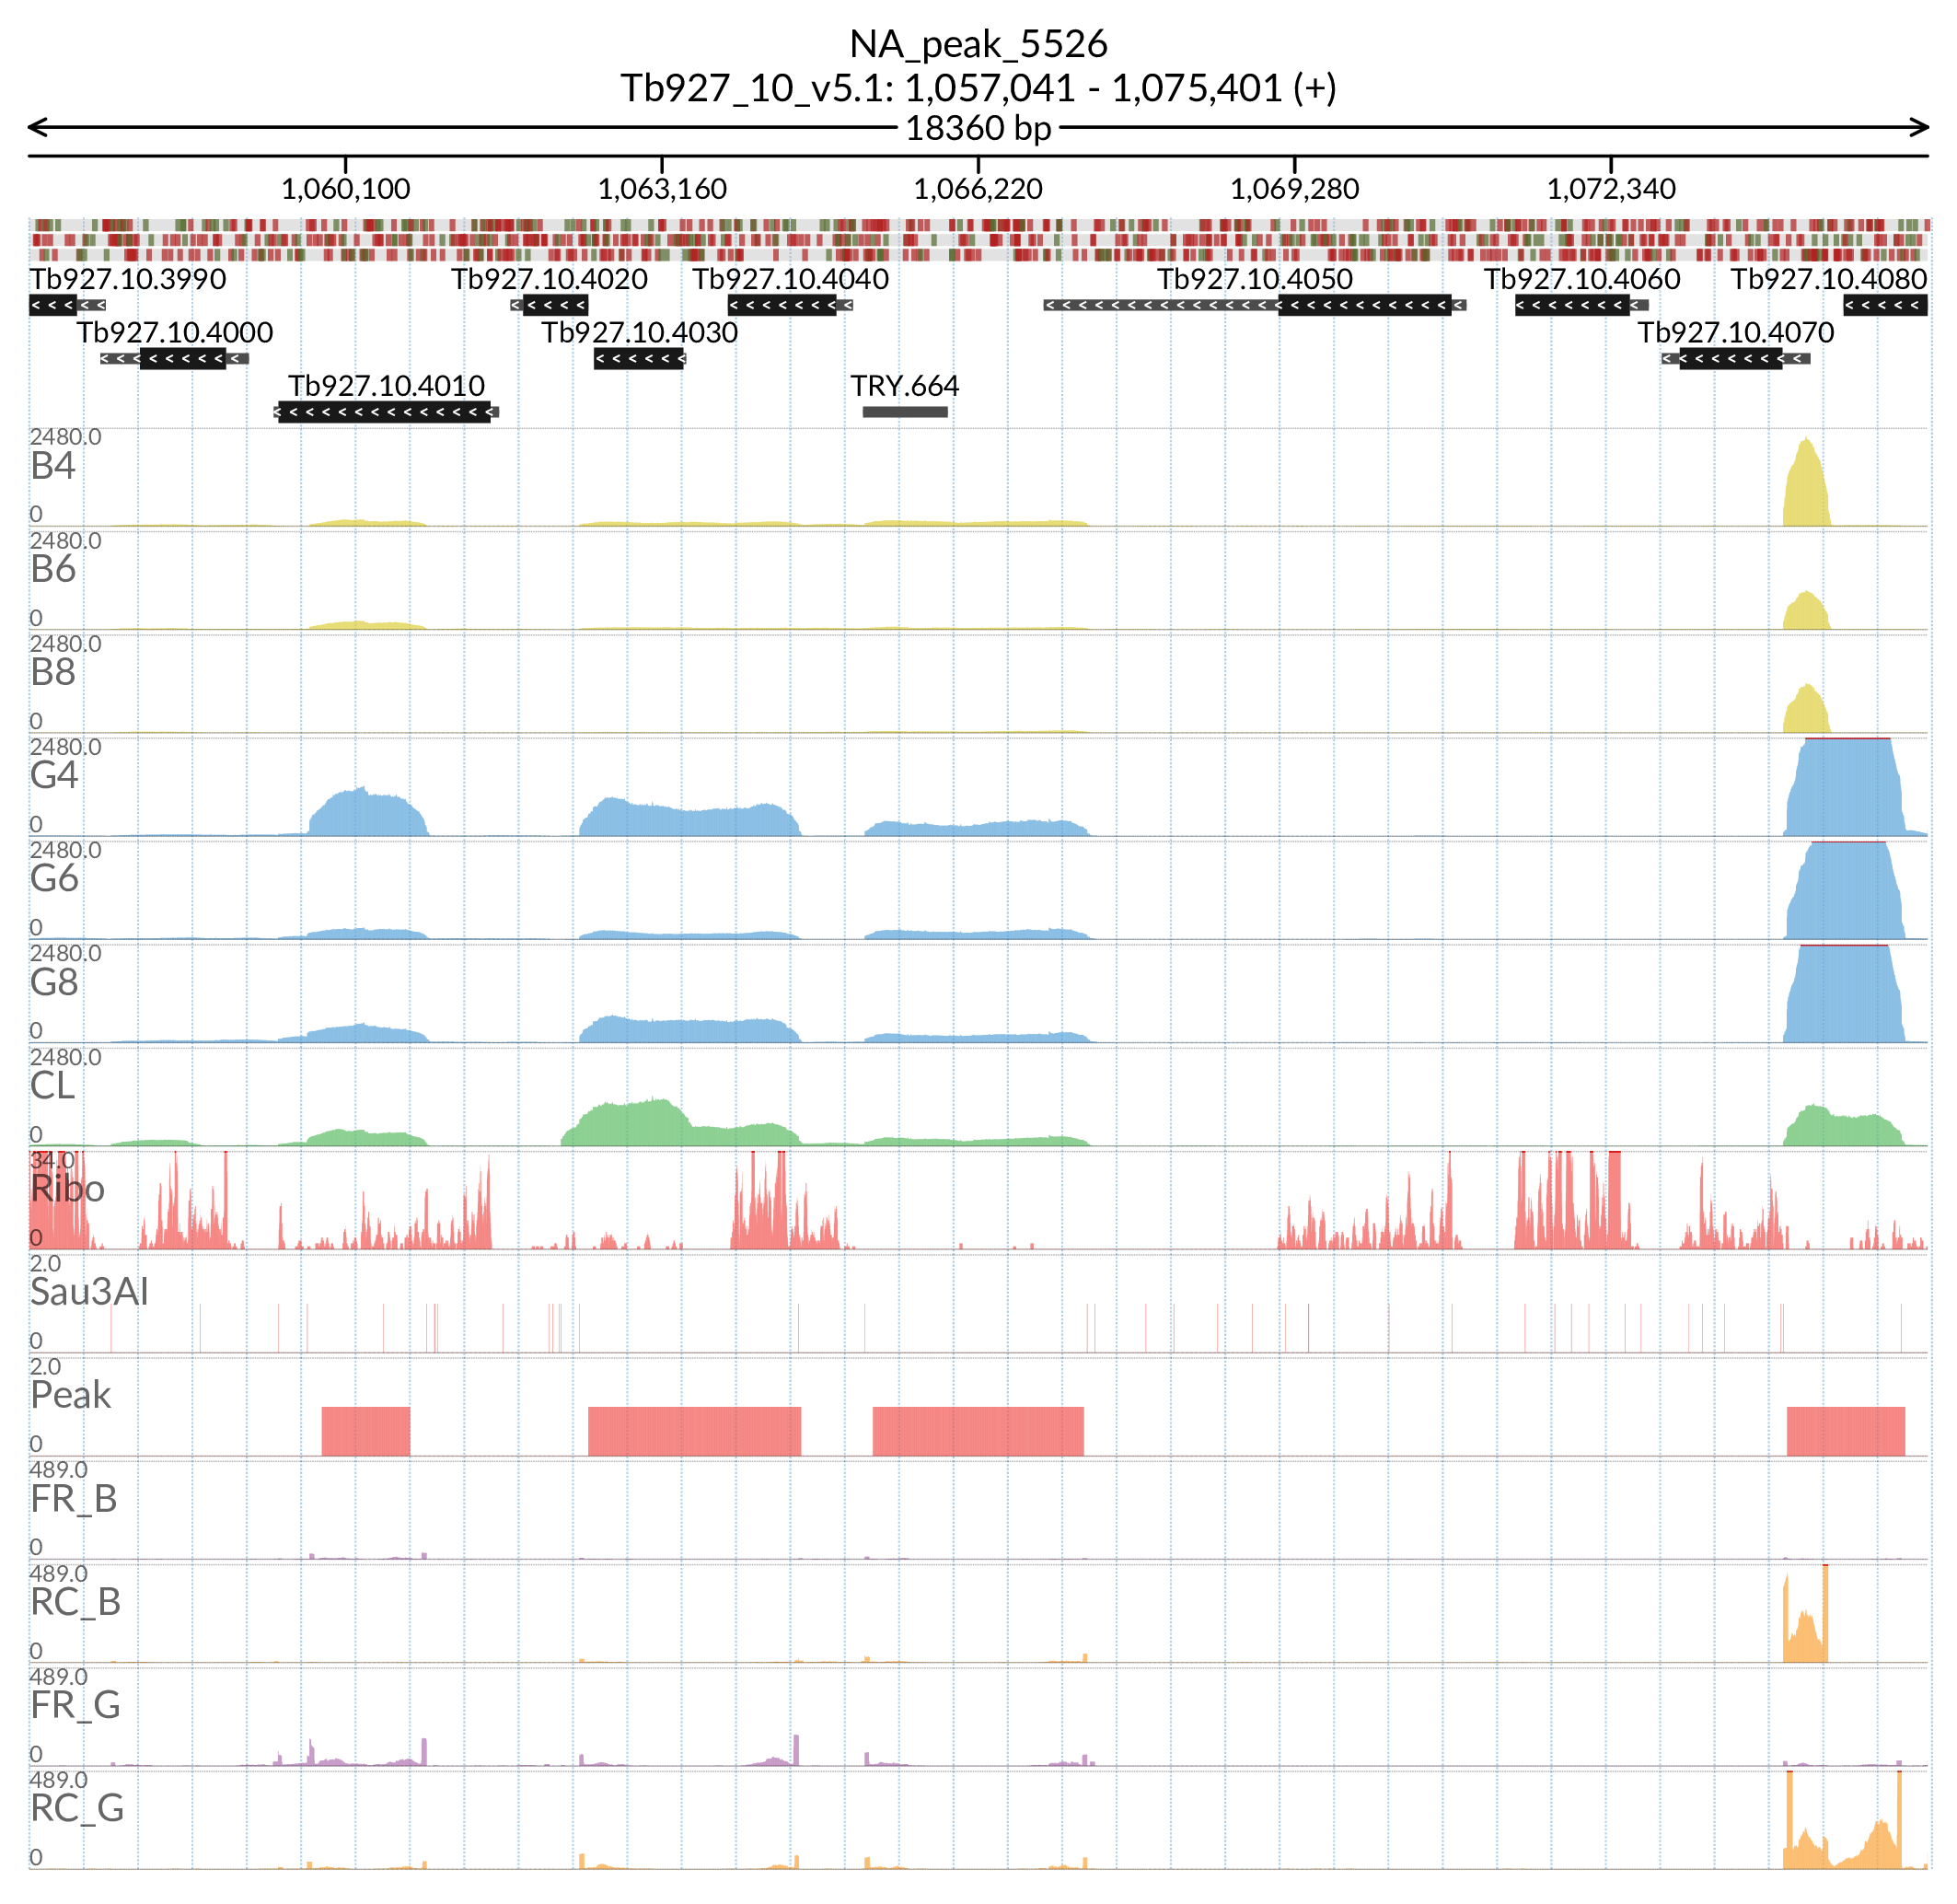 NA_peak_5526
Tb927_10_v5.1: 1,057,041 - 1,075,401 (+)
18360 bp
1,060,100 1,063,160 1,066,220 1,069,280 1,072,340
Tb927.10.3990 Tb927.10.4020 Tb927.10.4040 Tb927.10.4050 Tb927.10.4060 Tb927.10.4080
Tb927.10.4000 Tb927.10.4030 Tb927.10.4070
Tb927.10.4010 TRY.664
2480.0
B4
0
2480.0
B6
0
2480.0
B8
0
2480.0
G4
0
2480.0
G6
0
2480.0
G8
0
2480.0
CL
0
34.0
Ribo
0
2.0
Sau3AI
0
2.0
Peak
0
489.0
FR_B
0
489.0
RC_B
0
489.0
FR_G
0
489.0
RC_G
0